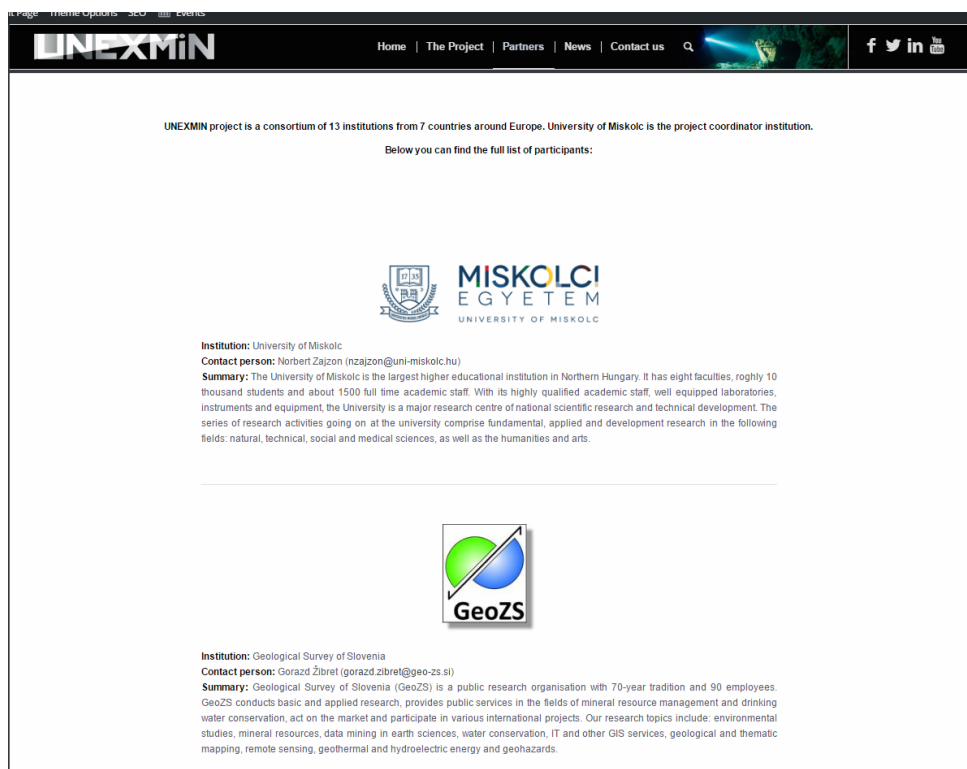 t Page Theme Options SEO Events
UNEXMiN
Home | The Project | Partners | News | Contact us
You
Tube
UNEXMIN project is a consortium of 13 institutions from 7 countries around Europe. University of Miskolc is the project coordinator institution.
Below you can find the full list of participants:
17 35
MISKOLCI
EGYETEM
UNIVERSITY OF MISKOLC
Institution: University of Miskolc
Contact person: Norbert Zajzon (nzajzon@uni-miskolc.hu)
Summary: The University of Miskolc is the largest higher educational institution in Northern Hungary. It has eight faculties, roghly 10
thousand students and about 1500 full time academic staff. With its highly qualified academic staff, well equipped laboratories,
instruments and equipment, the University is a major research centre of national scientific research and technical development. The
series of research activities going on at the university comprise fundamental, applied and development research in the following
fields: natural, technical, social and medical sciences, as well as the humanities and arts.
GeoZS
Institution: Geological Survey of Slovenia
Contact person: Gorazd Žibret (gorazd.zibret@geo-zs.si)
Summary: Geological Survey of Slovenia (GeoZS) is a public research organisation with 70-year tradition and 90 employees.
GeoZS conducts basic and applied research, provides public services in the fields of mineral resource management and drinking
water conservation, act on the market and participate in various international projects. Our research topics include: environmental
studies, mineral resources, data mining in earth sciences, water conservation, IT and other GIS services, geological and thematic
mapping, remote sensing, geothermal and hydroelectric energy and geohazards.